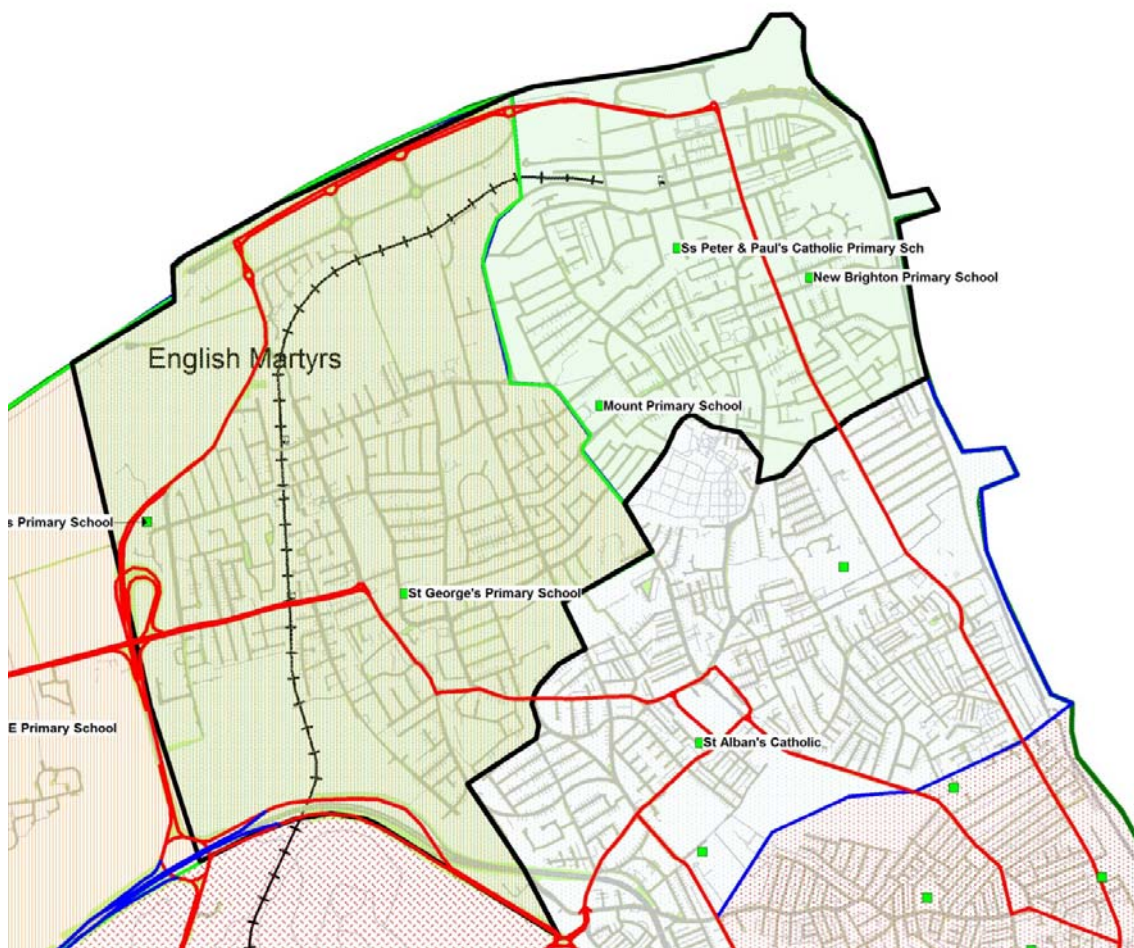 Ss Peter & Paul's Catholic Primary Sch
New Brighton Primary School
English Martyrs
Mount Primary School
s Primary School
St George's Primary School
E Primary School
St Alban's Catholic